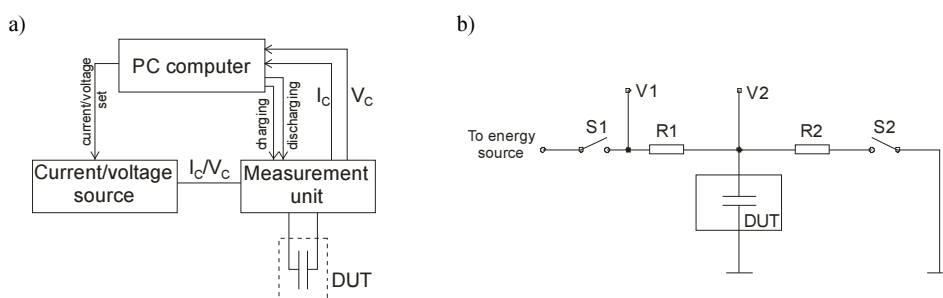 a)
PC computer
current/voltage
set
charging
discharging
I_C
V_C
Current/voltage
source
I_C/V_C
Measurement
unit
DUT
b)
V1
V2
To energy
source
S1
R1
R2
S2
DUT